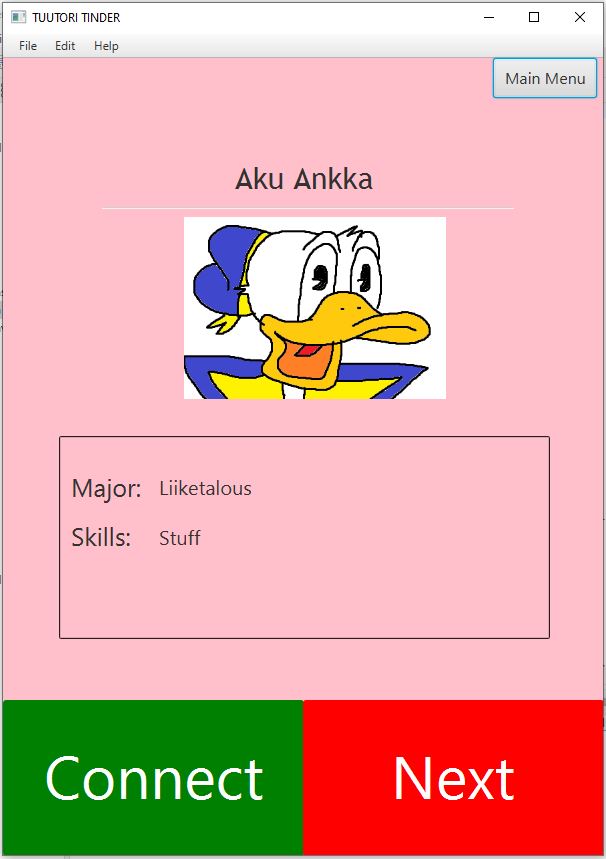 TUUTORI TINDER
File Edit Help
Main Menu
Aku Ankka
Major: Liiketalous
Skills: Stuff
Connect Next